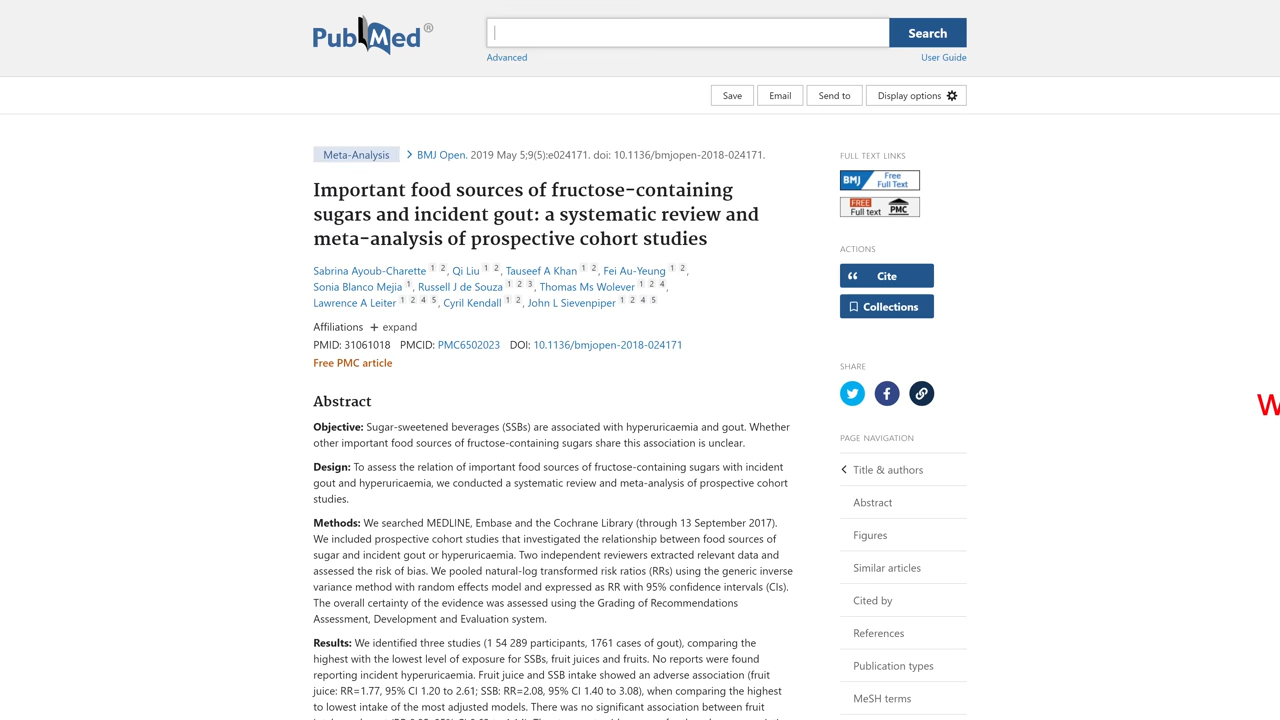 PubMed®
Search
Advanced
User Guide
Save
Email
Send to
Display options
Meta-Analysis
BMJ Open. 2019 May 5;9(5):e024171. doi: 10.1136/bmjopen-2018-024171.
Important food sources of fructose-containing
sugars and incident gout: a systematic review and
meta-analysis of prospective cohort studies
Sabrina Ayoub-Charette 1 2, Qi Liu 1 2, Tauseef A Khan 1 2, Fei Au-Yeung 1 2,
Sonia Blanco Mejia 1, Russell J de Souza 1 2 3, Thomas Ms Wolever 1 2 4,
Lawrence A Leiter 1 2 4 5, Cyril Kendall 1 2, John L Sievenpiper 1 2 4 5
Affiliations + expand
PMID: 31061018 PMCID: PMC6502023 DOI: 10.1136/bmjopen-2018-024171
Free PMC article
Abstract
Objective: Sugar-sweetened beverages (SSBs) are associated with hyperuricaemia and gout. Whether
other important food sources of fructose-containing sugars share this association is unclear.
Design: To assess the relation of important food sources of fructose-containing sugars with incident
gout and hyperuricaemia, we conducted a systematic review and meta-analysis of prospective cohort
studies.
Methods: We searched MEDLINE, Embase and the Cochrane Library (through 13 September 2017).
We included prospective cohort studies that investigated the relationship between food sources of
sugar and incident gout or hyperuricaemia. Two independent reviewers extracted relevant data and
assessed the risk of bias. We pooled natural-log transformed risk ratios (RRs) using the generic inverse
variance method with random effects model and expressed as RR with 95% confidence intervals (CIs).
The overall certainty of the evidence was assessed using the Grading of Recommendations
Assessment, Development and Evaluation system.
Results: We identified three studies (1 54 289 participants, 1761 cases of gout), comparing the
highest with the lowest level of exposure for SSBs, fruit juices and fruits. No reports were found
reporting incident hyperuricaemia. Fruit juice and SSB intake showed an adverse association (fruit
juice: RR=1.77, 95% CI 1.20 to 2.61; SSB: RR=2.08, 95% CI 1.40 to 3.08), when comparing the highest
to lowest intake of the most adjusted models. There was no significant association between fruit
FULL TEXT LINKS
BMJ Free
Full Text
FREE
Full text PMC
ACTIONS
Cite
Collections
SHARE
PAGE NAVIGATION
Title & authors
Abstract
Figures
Similar articles
Cited by
References
Publication types
MeSH terms
W